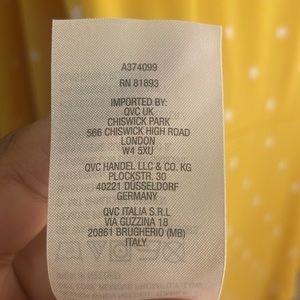 A374099
RN 81893
IMPORTED BY:
QVC UK
CHISWICK PARK
566 CHISWICK HIGH ROAD
LONDON
W4 5XU
QVC HANDEL LLC & CO. KG
PLOCKSTR. 30
40221 DÜSSELDORF
GERMANY
QVC ITALIA S.R.L
VIA GUZZINA 18
20861 BRUGHERIO (MB)
ITALY